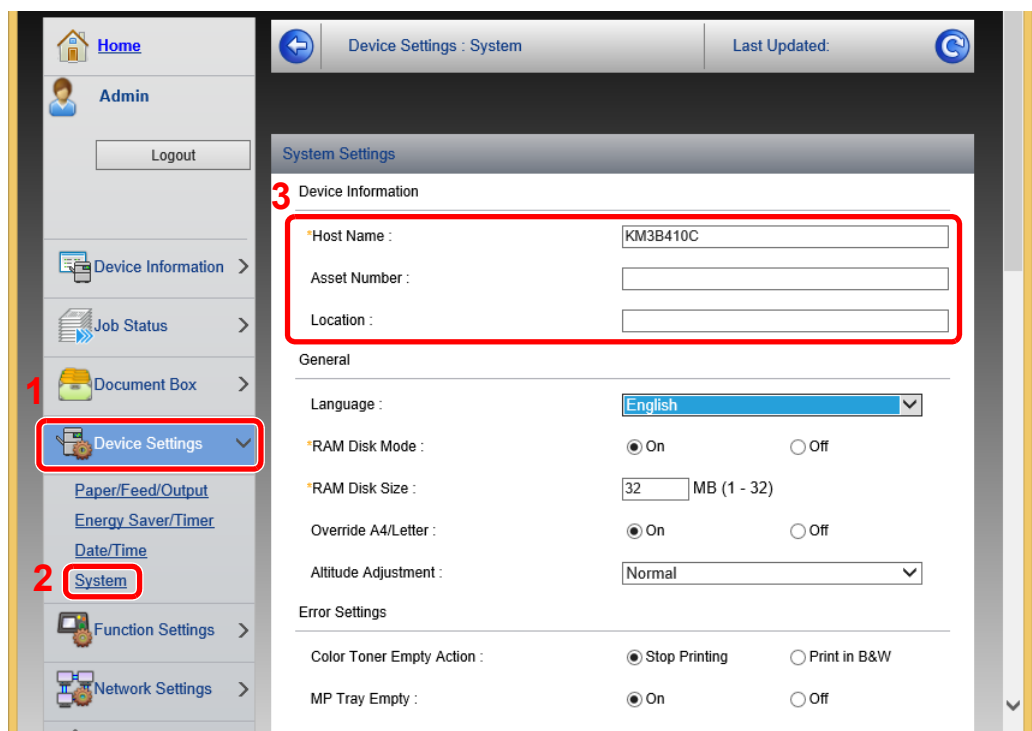 Home
Admin
Logout
Device Information
Job Status
1
Document Box
Device Settings
Paper/Feed/Output
Energy Saver/Timer
Date/Time
2
System
Function Settings
Network Settings
Device Settings : System
Last Updated:
System Settings
3
Device Information
*Host Name : KM3B410C
Asset Number :
Location :
General
Language : English
*RAM Disk Mode : On Off
*RAM Disk Size : 32 MB (1 - 32)
Override A4/Letter : On Off
Altitude Adjustment : Normal
Error Settings
Color Toner Empty Action : Stop Printing Print in B&W
MP Tray Empty : On Off